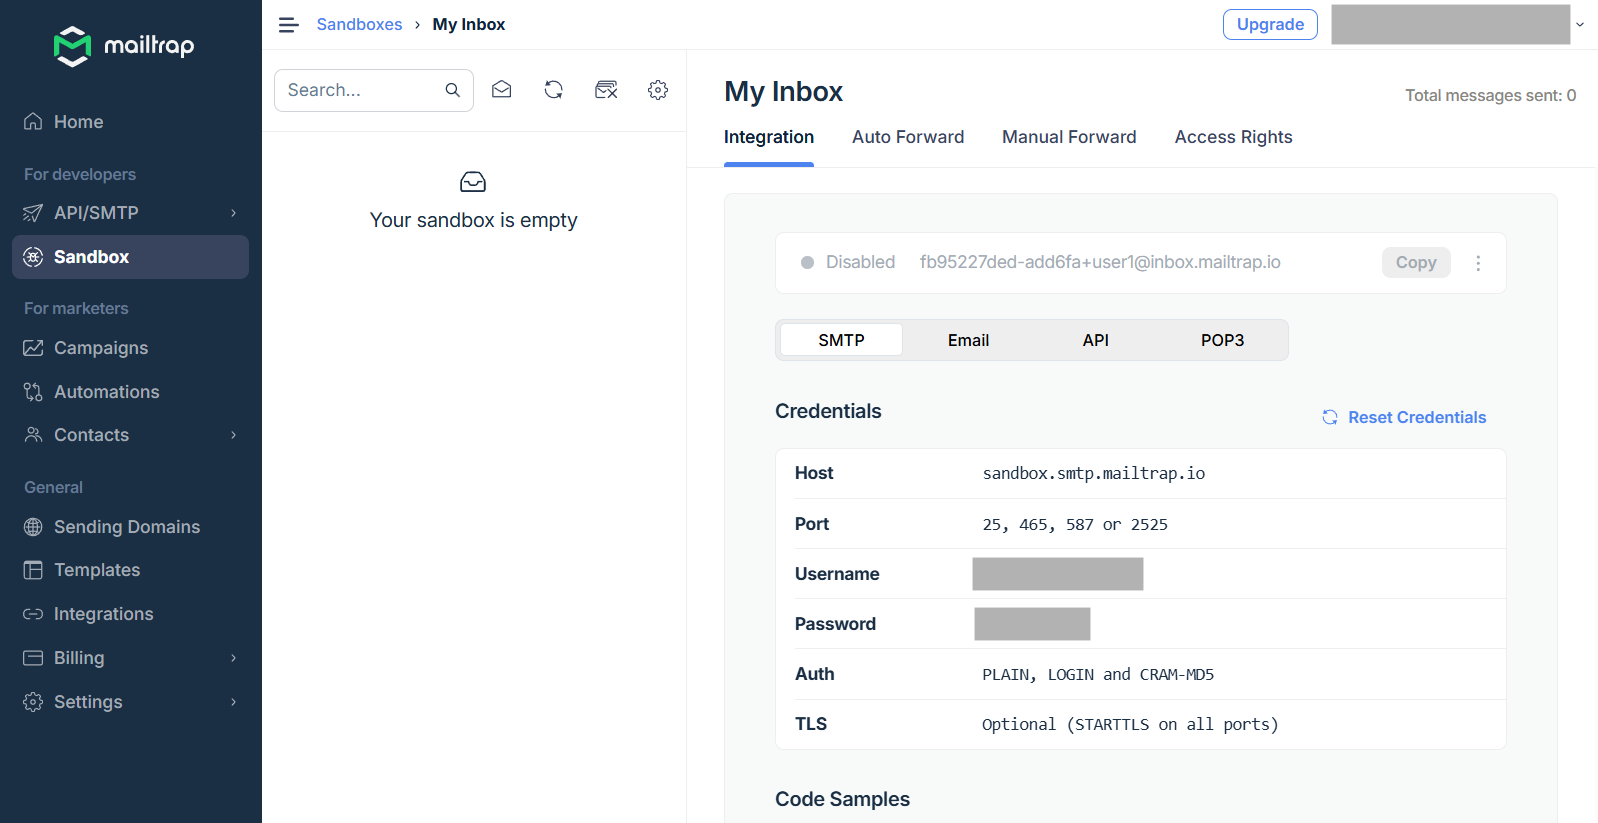 mailtrap
Home
For developers
API/SMTP
Sandbox
For marketers
Campaigns
Automations
Contacts
General
Sending Domains
Templates
Integrations
Billing
Settings
Sandboxes › My Inbox
Upgrade
Search...
Your sandbox is empty
My Inbox
Total messages sent: 0
Integration Auto Forward Manual Forward Access Rights
Disabled fb95227ded-add6fa+user1@inbox.mailtrap.io Copy
SMTP Email API POP3
Credentials
Reset Credentials
Host sandbox.smtp.mailtrap.io
Port 25, 465, 587 or 2525
Username
Password
Auth PLAIN, LOGIN and CRAM-MD5
TLS Optional (STARTTLS on all ports)
Code Samples